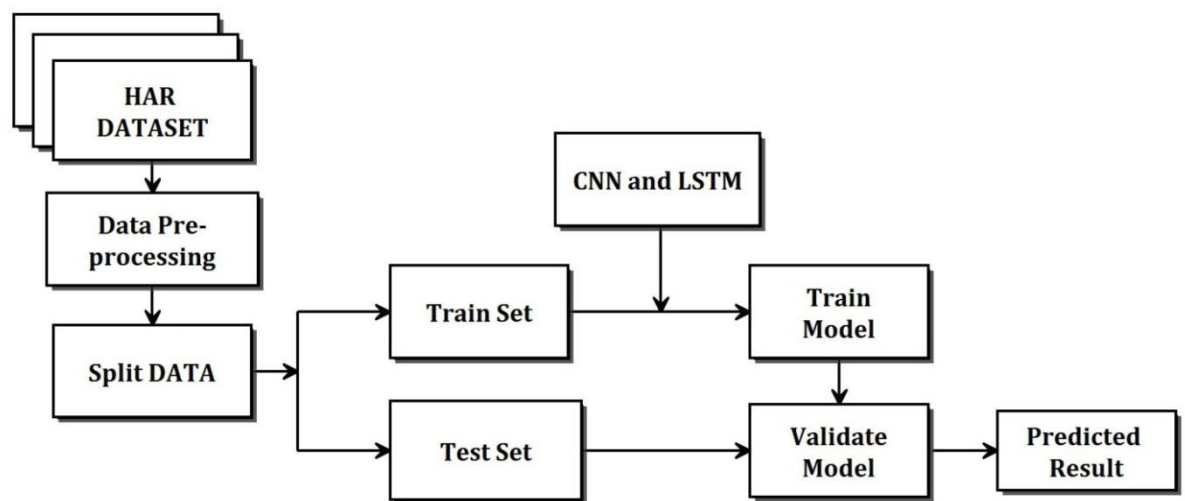 HAR
DATASET
CNN and LSTM
Data Pre-
processing
Train Set
Train
Model
Split DATA
Test Set
Validate
Model
Predicted
Result